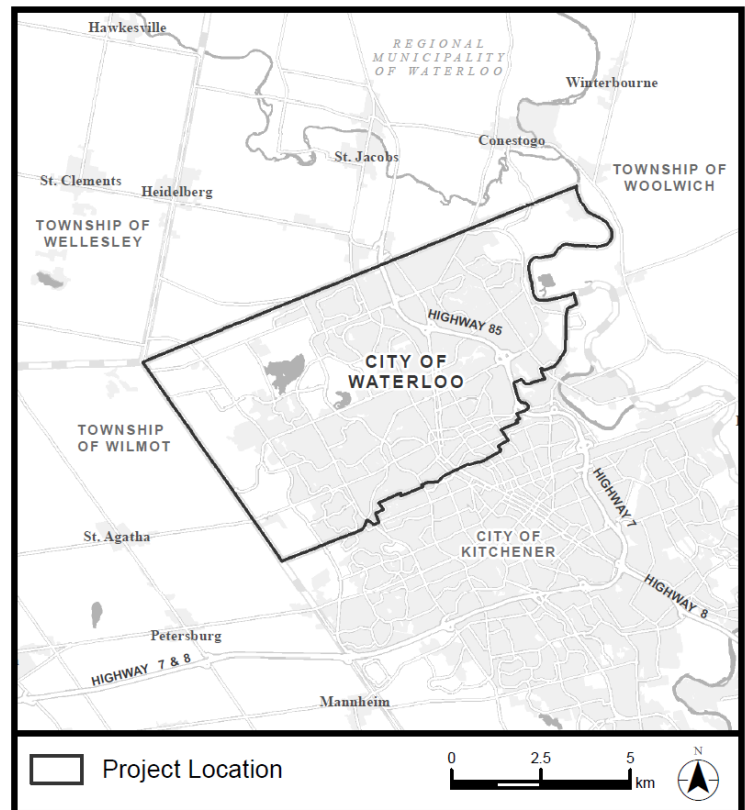 Hawkesville
REGIONAL
MUNICIPALITY
OF WATERLOO
Winterbourne
Conestogo
St. Jacobs
TOWNSHIP OF
WOOLWICH
St. Clements
Heidelberg
TOWNSHIP OF
WELLESLEY
HIGHWAY 85
CITY OF
WATERLOO
TOWNSHIP
OF WILMOT
HIGHWAY 7
St. Agatha
CITY OF
KITCHENER
HIGHWAY 8
Petersburg
HIGHWAY 7 & 8
Mannheim
Project Location
0 2.5 5
km
N